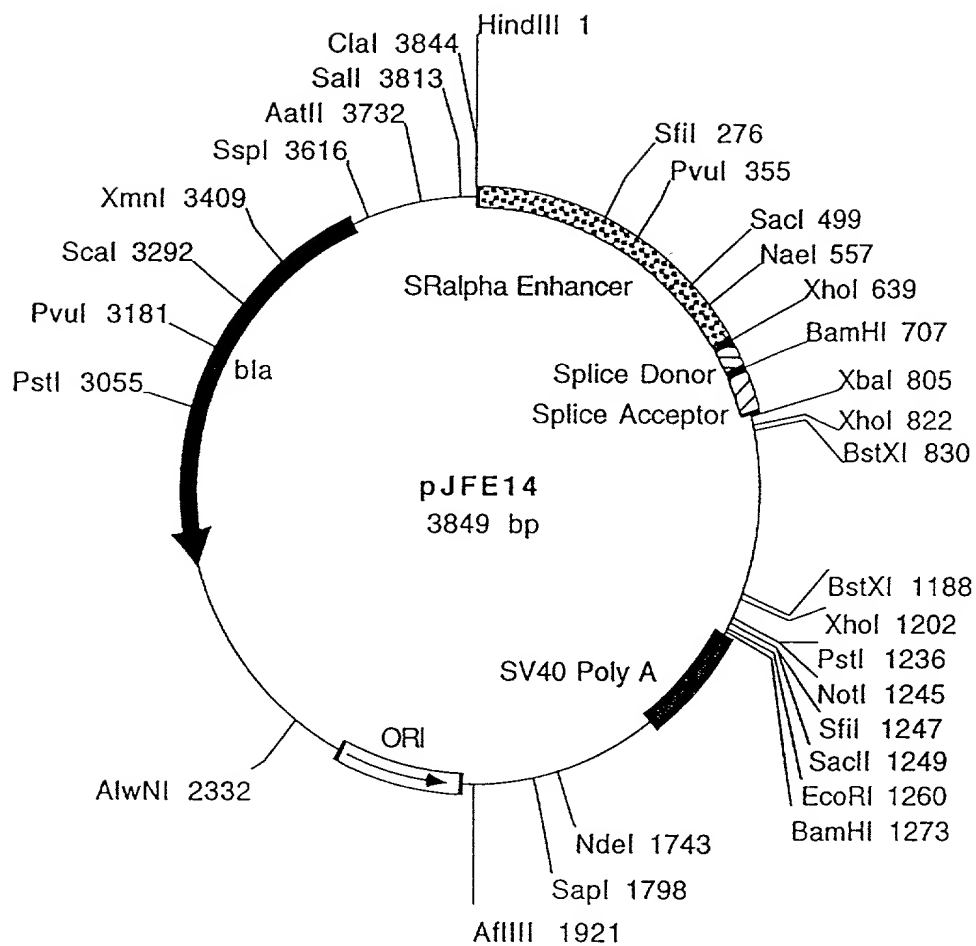 HindIII 1
ClaI 3844
SalI 3813
AatII 3732
SspI 3616
XmnI 3409
ScaI 3292
PvuI 3181
PstI 3055
bla
SfiI 276
PvuI 355
SacI 499
NaeI 557
XhoI 639
BamHI 707
XbaI 805
XhoI 822
BstXI 830
SRalpha Enhancer
Splice Donor
Splice Acceptor
pJFE14
3849 bp
BstXI 1188
XhoI 1202
PstI 1236
NotI 1245
SfiI 1247
SacII 1249
EcoRI 1260
BamHI 1273
SV40 Poly A
ORI
AlwNI 2332
NdeI 1743
SapI 1798
AflIII 1921